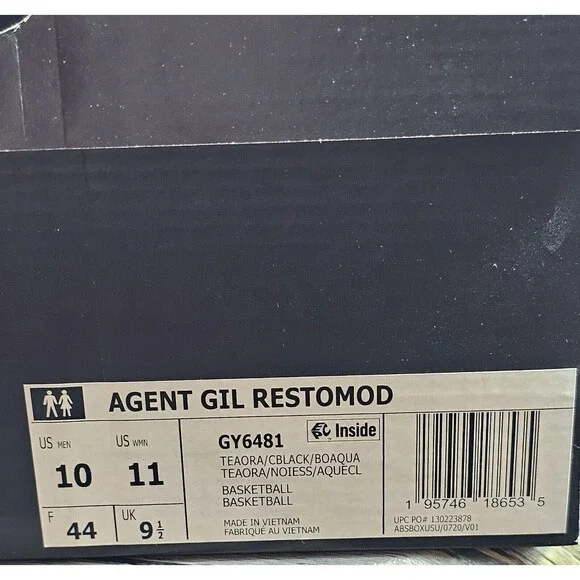 AGENT GIL RESTOMOD
US MEN
10
US WMN
11
F
44
UK
9 1/2
GY6481
Inside
TEAORA/CBLACK/BOAQUA
TEAORA/NOIESS/AQUECL
BASKETBALL
BASKETBALL
MADE IN VIETNAM
FABRIQUÉ AU VIETNAM
1 95746 18653 5
UPC PO# 130223878
ABSBOXUSU/0720/V01